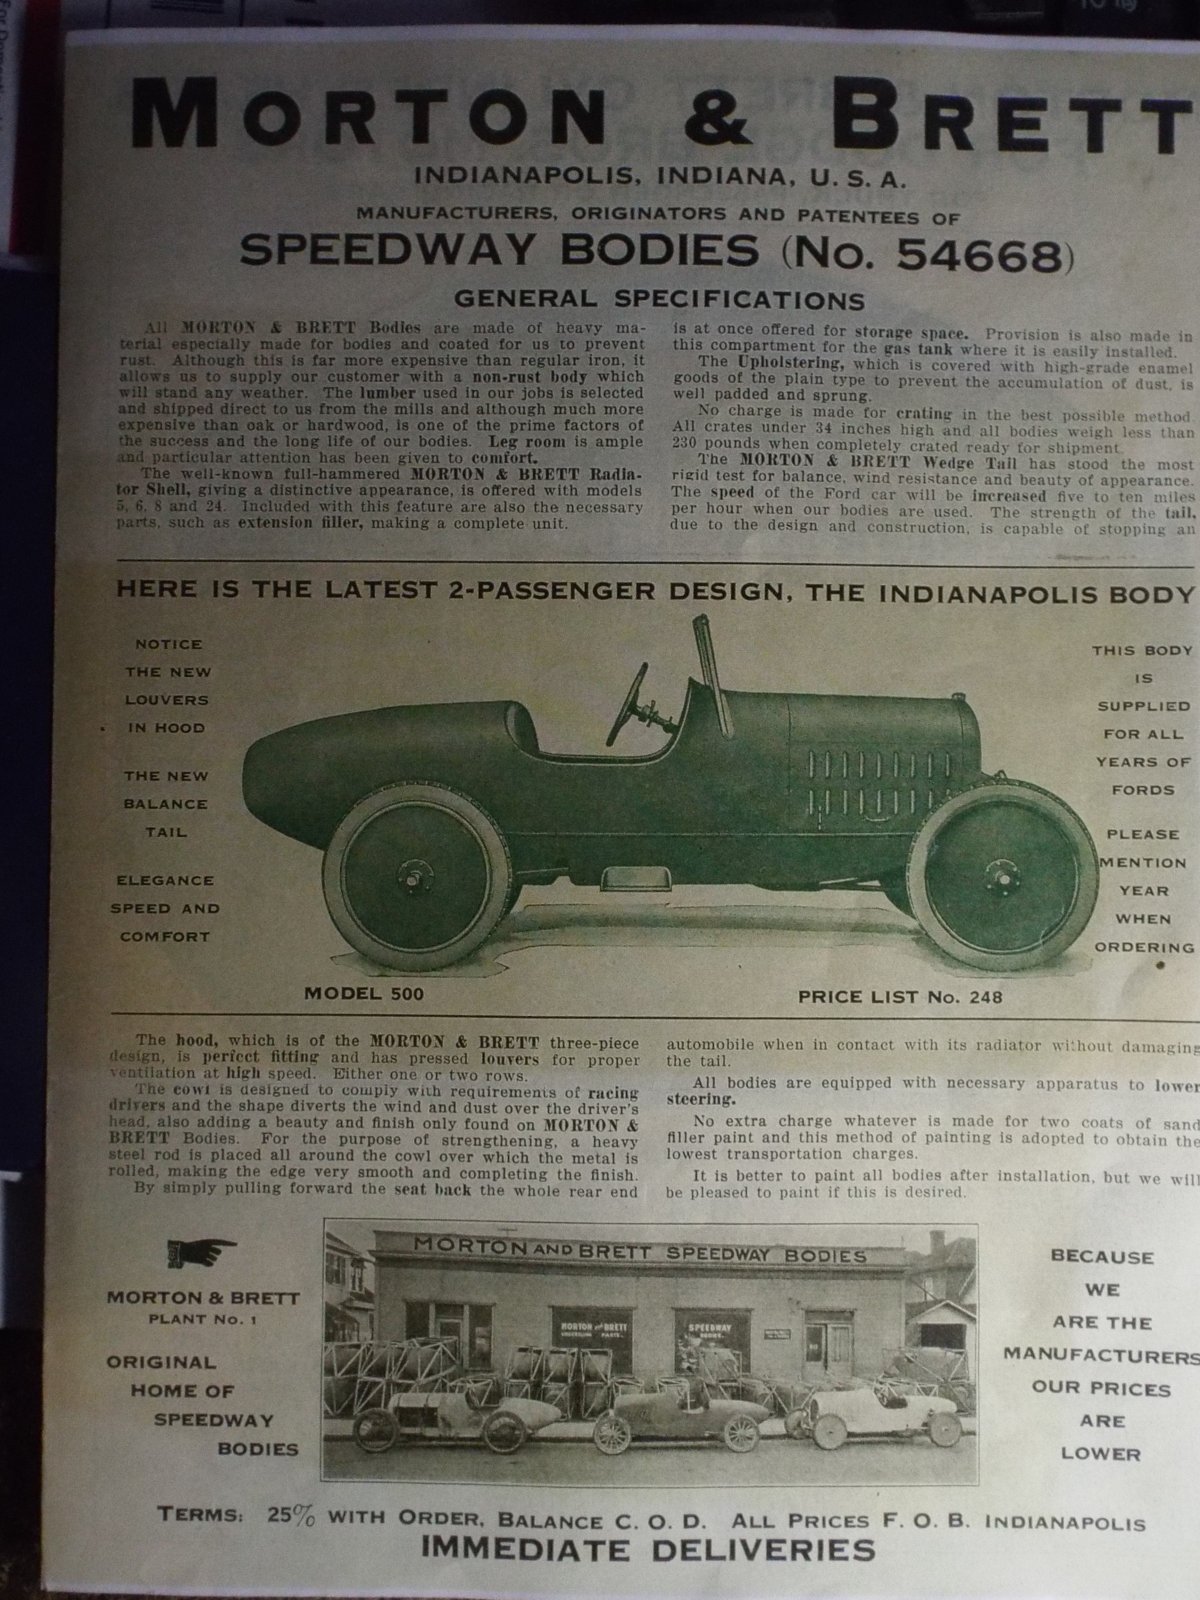 MORTON & BRETT
INDIANAPOLIS, INDIANA, U. S. A.
MANUFACTURERS, ORIGINATORS AND PATENTEES OF
SPEEDWAY BODIES (No. 54668)
GENERAL SPECIFICATIONS
All MORTON & BRETT Bodies are made of heavy ma-
terial especially made for bodies and coated for us to prevent
rust. Although this is far more expensive than regular iron, it
allows us to supply our customer with a non-rust body which
will stand any weather. The lumber used in our jobs is selected
and shipped direct to us from the mills and although much more
expensive than oak or hardwood, is one of the prime factors of
the success and the long life of our bodies. Leg room is ample
and particular attention has been given to comfort.
The well-known full-hammered MORTON & BRETT Radia-
tor Shell, giving a distinctive appearance, is offered with models
5, 6, 8 and 24. Included with this feature are also the necessary
parts, such as extension filler, making a complete unit.
is at once offered for storage space. Provision is also made in
this compartment for the gas tank where it is easily installed.
The Upholstering, which is covered with high-grade enamel
goods of the plain type to prevent the accumulation of dust, is
well padded and sprung.
No charge is made for crating in the best possible method.
All crates under 34 inches high and all bodies weigh less than
230 pounds when completely crated ready for shipment.
The MORTON & BRETT Wedge Tail has stood the most
rigid test for balance, wind resistance and beauty of appearance.
The speed of the Ford car will be increased five to ten miles
per hour when our bodies are used. The strength of the tail,
due to the design and construction, is capable of stopping an
HERE IS THE LATEST 2-PASSENGER DESIGN, THE INDIANAPOLIS BODY
NOTICE
THE NEW
LOUVERS
IN HOOD
THE NEW
BALANCE
TAIL
ELEGANCE
SPEED AND
COMFORT
THIS BODY
IS
SUPPLIED
FOR ALL
YEARS OF
FORDS
PLEASE
MENTION
YEAR
WHEN
ORDERING
MODEL 500
PRICE LIST No. 248
The hood, which is of the MORTON & BRETT three-piece
design, is perfect fitting and has pressed louvers for proper
ventilation at high speed. Either one or two rows.
The cowl is designed to comply with requirements of racing
drivers and the shape diverts the wind and dust over the driver's
head, also adding a beauty and finish only found on MORTON &
BRETT Bodies. For the purpose of strengthening, a heavy
steel rod is placed all around the cowl over which the metal is
rolled, making the edge very smooth and completing the finish.
By simply pulling forward the seat back the whole rear end
automobile when in contact with its radiator without damaging
the tail.
All bodies are equipped with necessary apparatus to lower
steering.
No extra charge whatever is made for two coats of sand
filler paint and this method of painting is adopted to obtain the
lowest transportation charges.
It is better to paint all bodies after installation, but we will
be pleased to paint if this is desired.
MORTON & BRETT
PLANT No. 1
ORIGINAL
HOME OF
SPEEDWAY
BODIES
MORTON AND BRETT SPEEDWAY BODIES
MORTON AND BRETT
PARTS.
SPEEDWAY
BODIES.
BECAUSE
WE
ARE THE
MANUFACTURERS
OUR PRICES
ARE
LOWER
TERMS: 25% WITH ORDER, BALANCE C. O. D. ALL PRICES F. O. B. INDIANAPOLIS
IMMEDIATE DELIVERIES